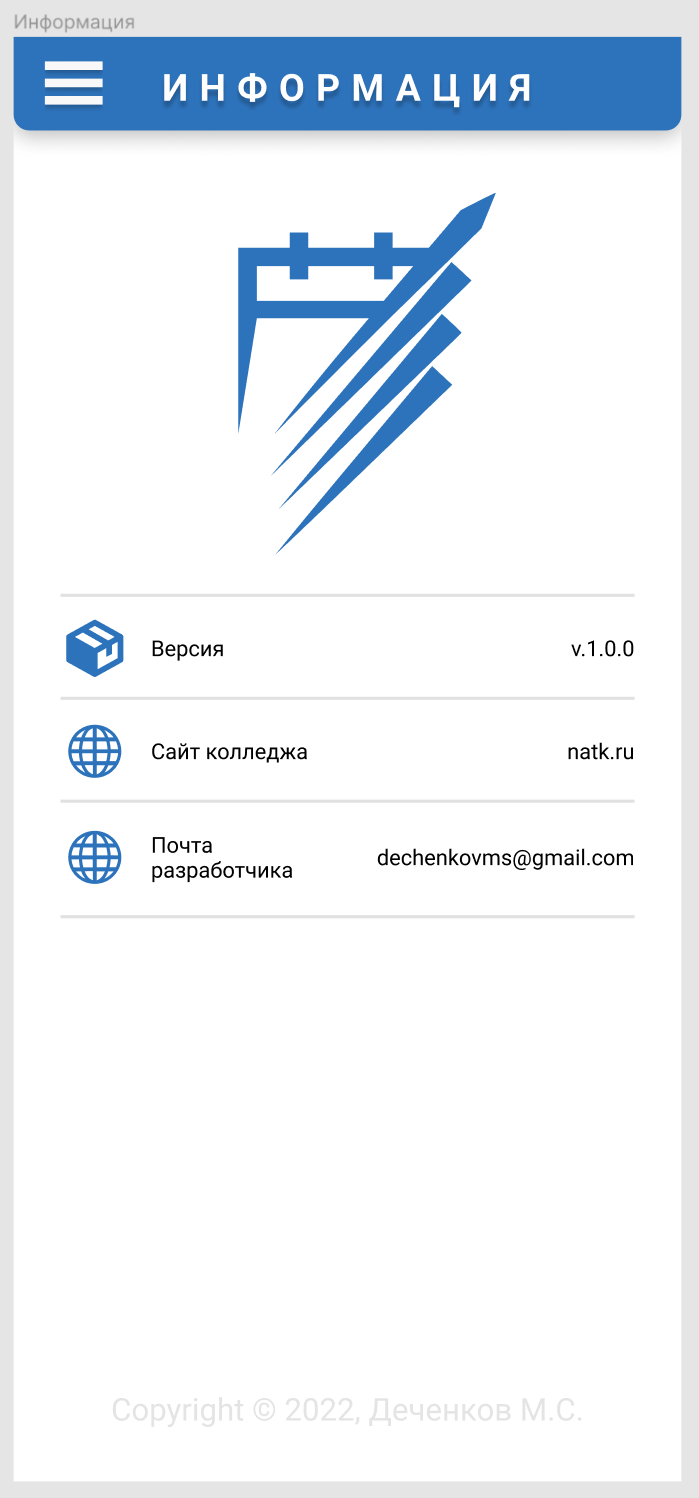 Информация
ИНФОРМАЦИЯ
Версия
v.1.0.0
Сайт колледжа
natk.ru
Почта
разработчика
dechenkovms@gmail.com
Copyright © 2022, Деченков М.С.